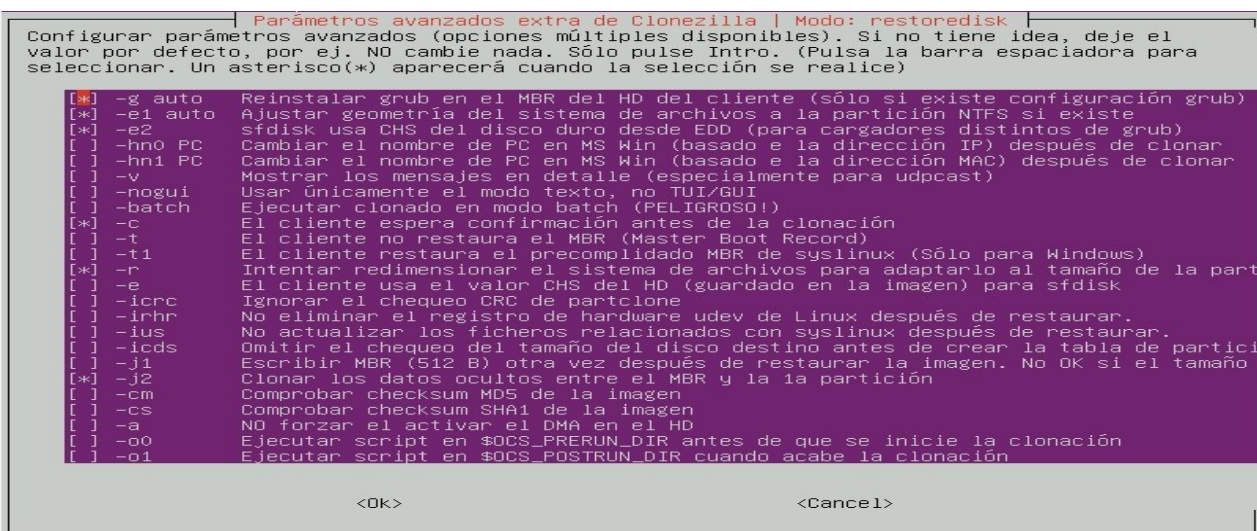 Parámetros avanzados extra de Clonezilla | Modo: restoredisk
Configurar parámetros avanzados (opciones múltiples disponibles). Si no tiene idea, deje el
valor por defecto, por ej. NO cambie nada. Sólo pulse Intro. (Pulsa la barra espaciadora para
seleccionar. Un asterisco(*) aparecerá cuando la selección se realice)
[*] -g auto Reinstalar grub en el MBR del HD del cliente (sólo si existe configuración grub)
[*] -e1 auto Ajustar geometría del sistema de archivos a la partición NTFS si existe
[*] -e2 sfdisk usa CHS del disco duro desde EDD (para cargadores distintos de grub)
[ ] -hn0 PC Cambiar el nombre de PC en MS Win (basado e la dirección IP) después de clonar
[ ] -hn1 PC Cambiar el nombre de PC en MS Win (basado e la dirección MAC) después de clonar
[ ] -v Mostrar los mensajes en detalle (especialmente para udpcast)
[ ] -nogui Usar únicamente el modo texto, no TUI/GUI
[ ] -batch Ejecutar clonado en modo batch (PELIGROSO!)
[*] -c El cliente espera confirmación antes de la clonación
[ ] -t El cliente no restaura el MBR (Master Boot Record)
[ ] -t1 El cliente restaura el precomplidado MBR de syslinux (Sólo para Windows)
[*] -r Intentar redimensionar el sistema de archivos para adaptarlo al tamaño de la part
[ ] -e El cliente usa el valor CHS del HD (guardado en la imagen) para sfdisk
[ ] -icrc Ignorar el chequeo CRC de partclone
[ ] -irhr No eliminar el registro de hardware udev de Linux después de restaurar.
[ ] -ius No actualizar los ficheros relacionados con syslinux después de restaurar.
[ ] -icds Omitir el chequeo del tamaño del disco destino antes de crear la tabla de partici
[ ] -j1 Escribir MBR (512 B) otra vez después de restaurar la imagen. No OK si el tamaño
[*] -j2 Clonar los datos ocultos entre el MBR y la 1a partición
[ ] -cm Comprobar checksum MD5 de la imagen
[ ] -cs Comprobar checksum SHA1 de la imagen
[ ] -a NO forzar el activar el DMA en el HD
[ ] -o0 Ejecutar script en $OCS_PRERUN_DIR antes de que se inicie la clonación
[ ] -o1 Ejecutar script en $OCS_POSTRUN_DIR cuando acabe la clonación
<Ok> <Cancel>